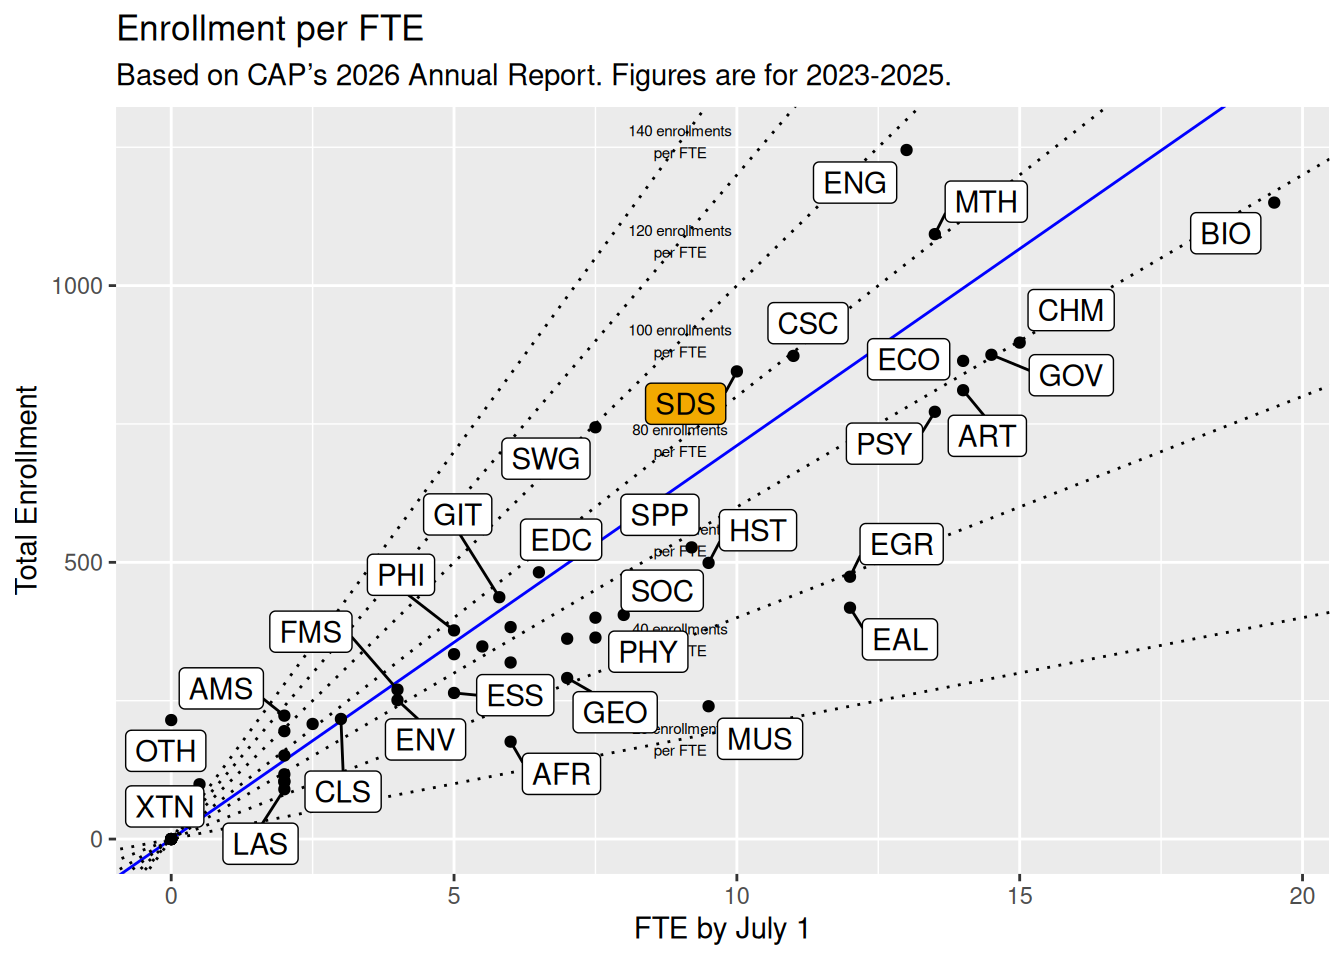 Enrollment per FTE
Based on CAP's 2026 Annual Report. Figures are for 2023-2025.
140 enrollments
per FTE
ENG
MTH
120 enrollments
per FTE
BIO
1000
CHM
CSC
100 enrollments
per FTE
ECO
GOV
SDS
80 enrollments
per FTE
PSY
ART
SWG
GIT
SPP
HST
EDC
EGR
per FTE
500
PHI
SOC
FMS
40 enrollments
PHY
EAL
AMS
ESS
GEO
OTH
ENV
MUS
per FTE
AFR
CLS
XTN
LAS
0
0
5
10
15
20
FTE by July 1
Total Enrollment